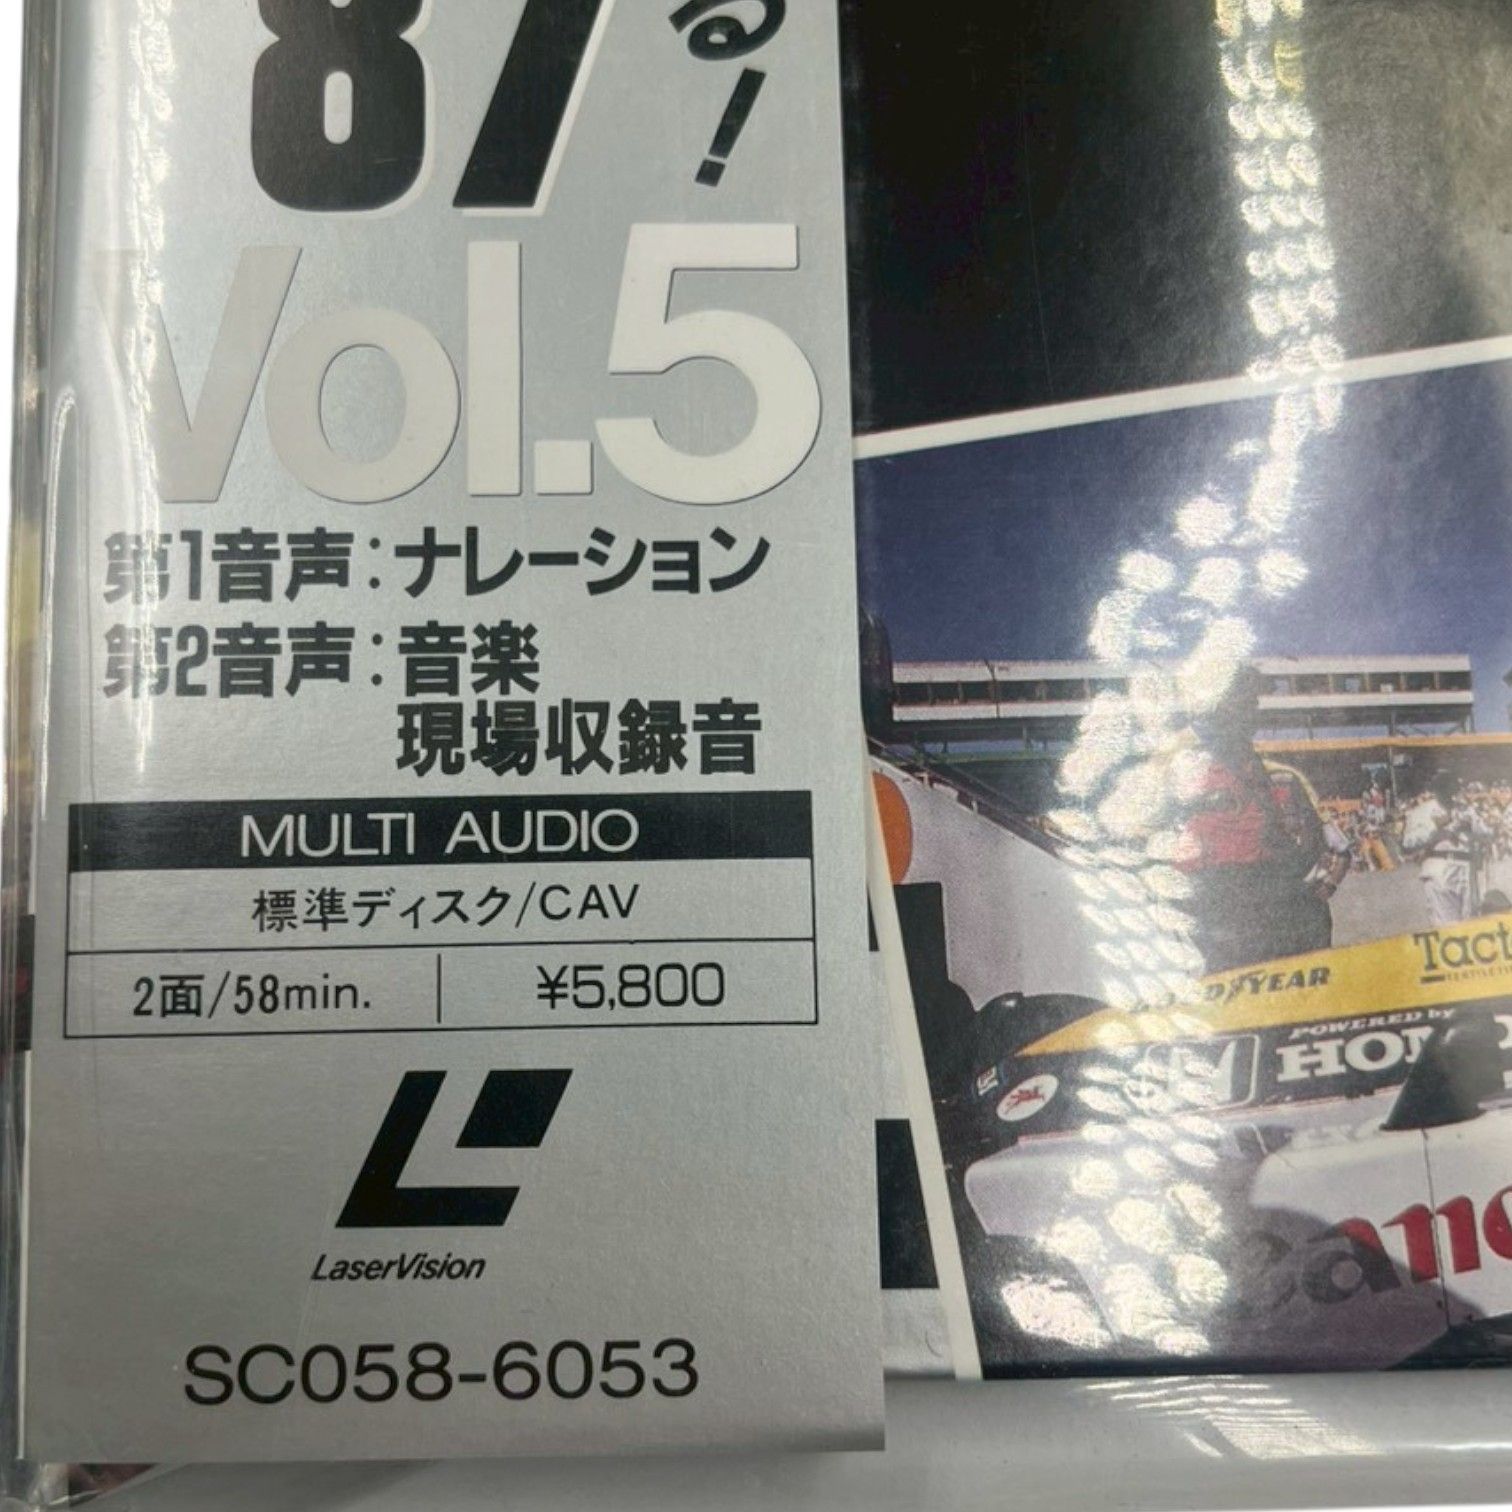 87
る!
Vol.5
第1音声:ナレーション
第2音声:音楽
現場収録音
MULTI AUDIO
標準ディスク/CAV
2面/58min.
¥5,800
LaserVision
SC058-6053
GOODYEAR
POWERED by